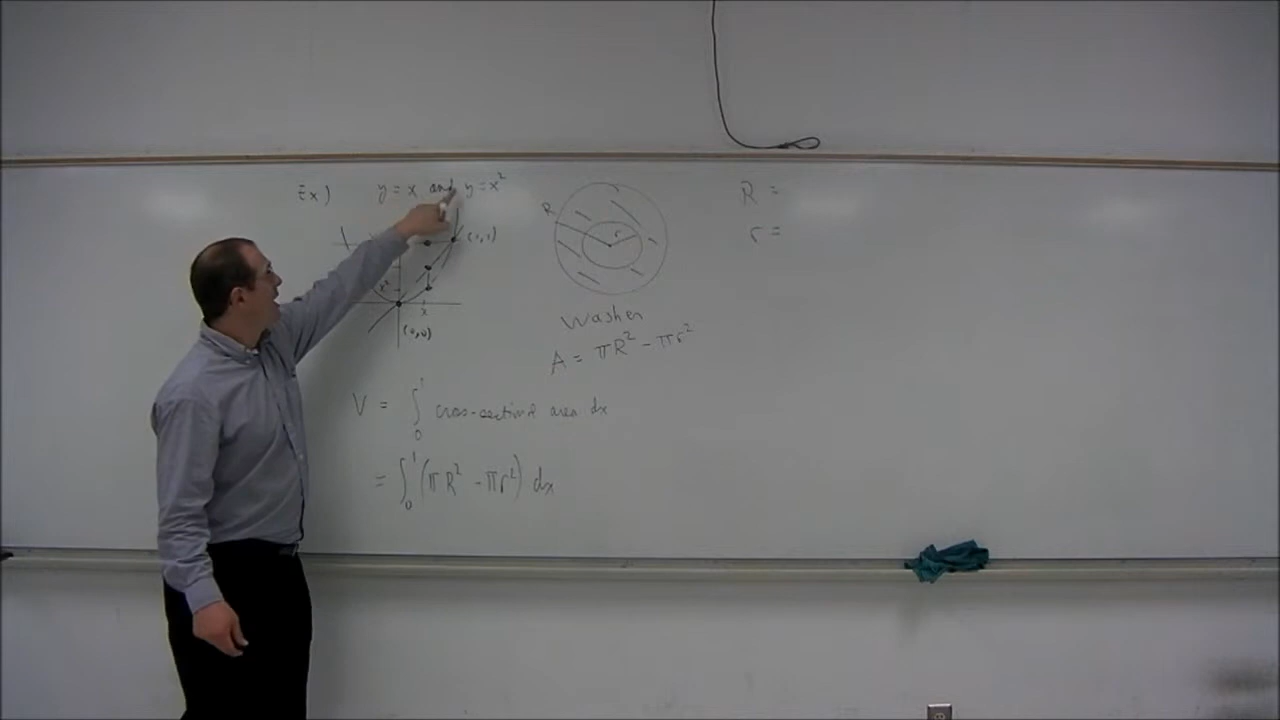 Ex) y = x and y = x²
R =
R
r
r =
(1,1)
x²
x
(0,0)
Washer
A = πR² - πr²
V = ∫₀¹ cross-sectional area dx
= ∫₀¹ (πR² - πr²) dx